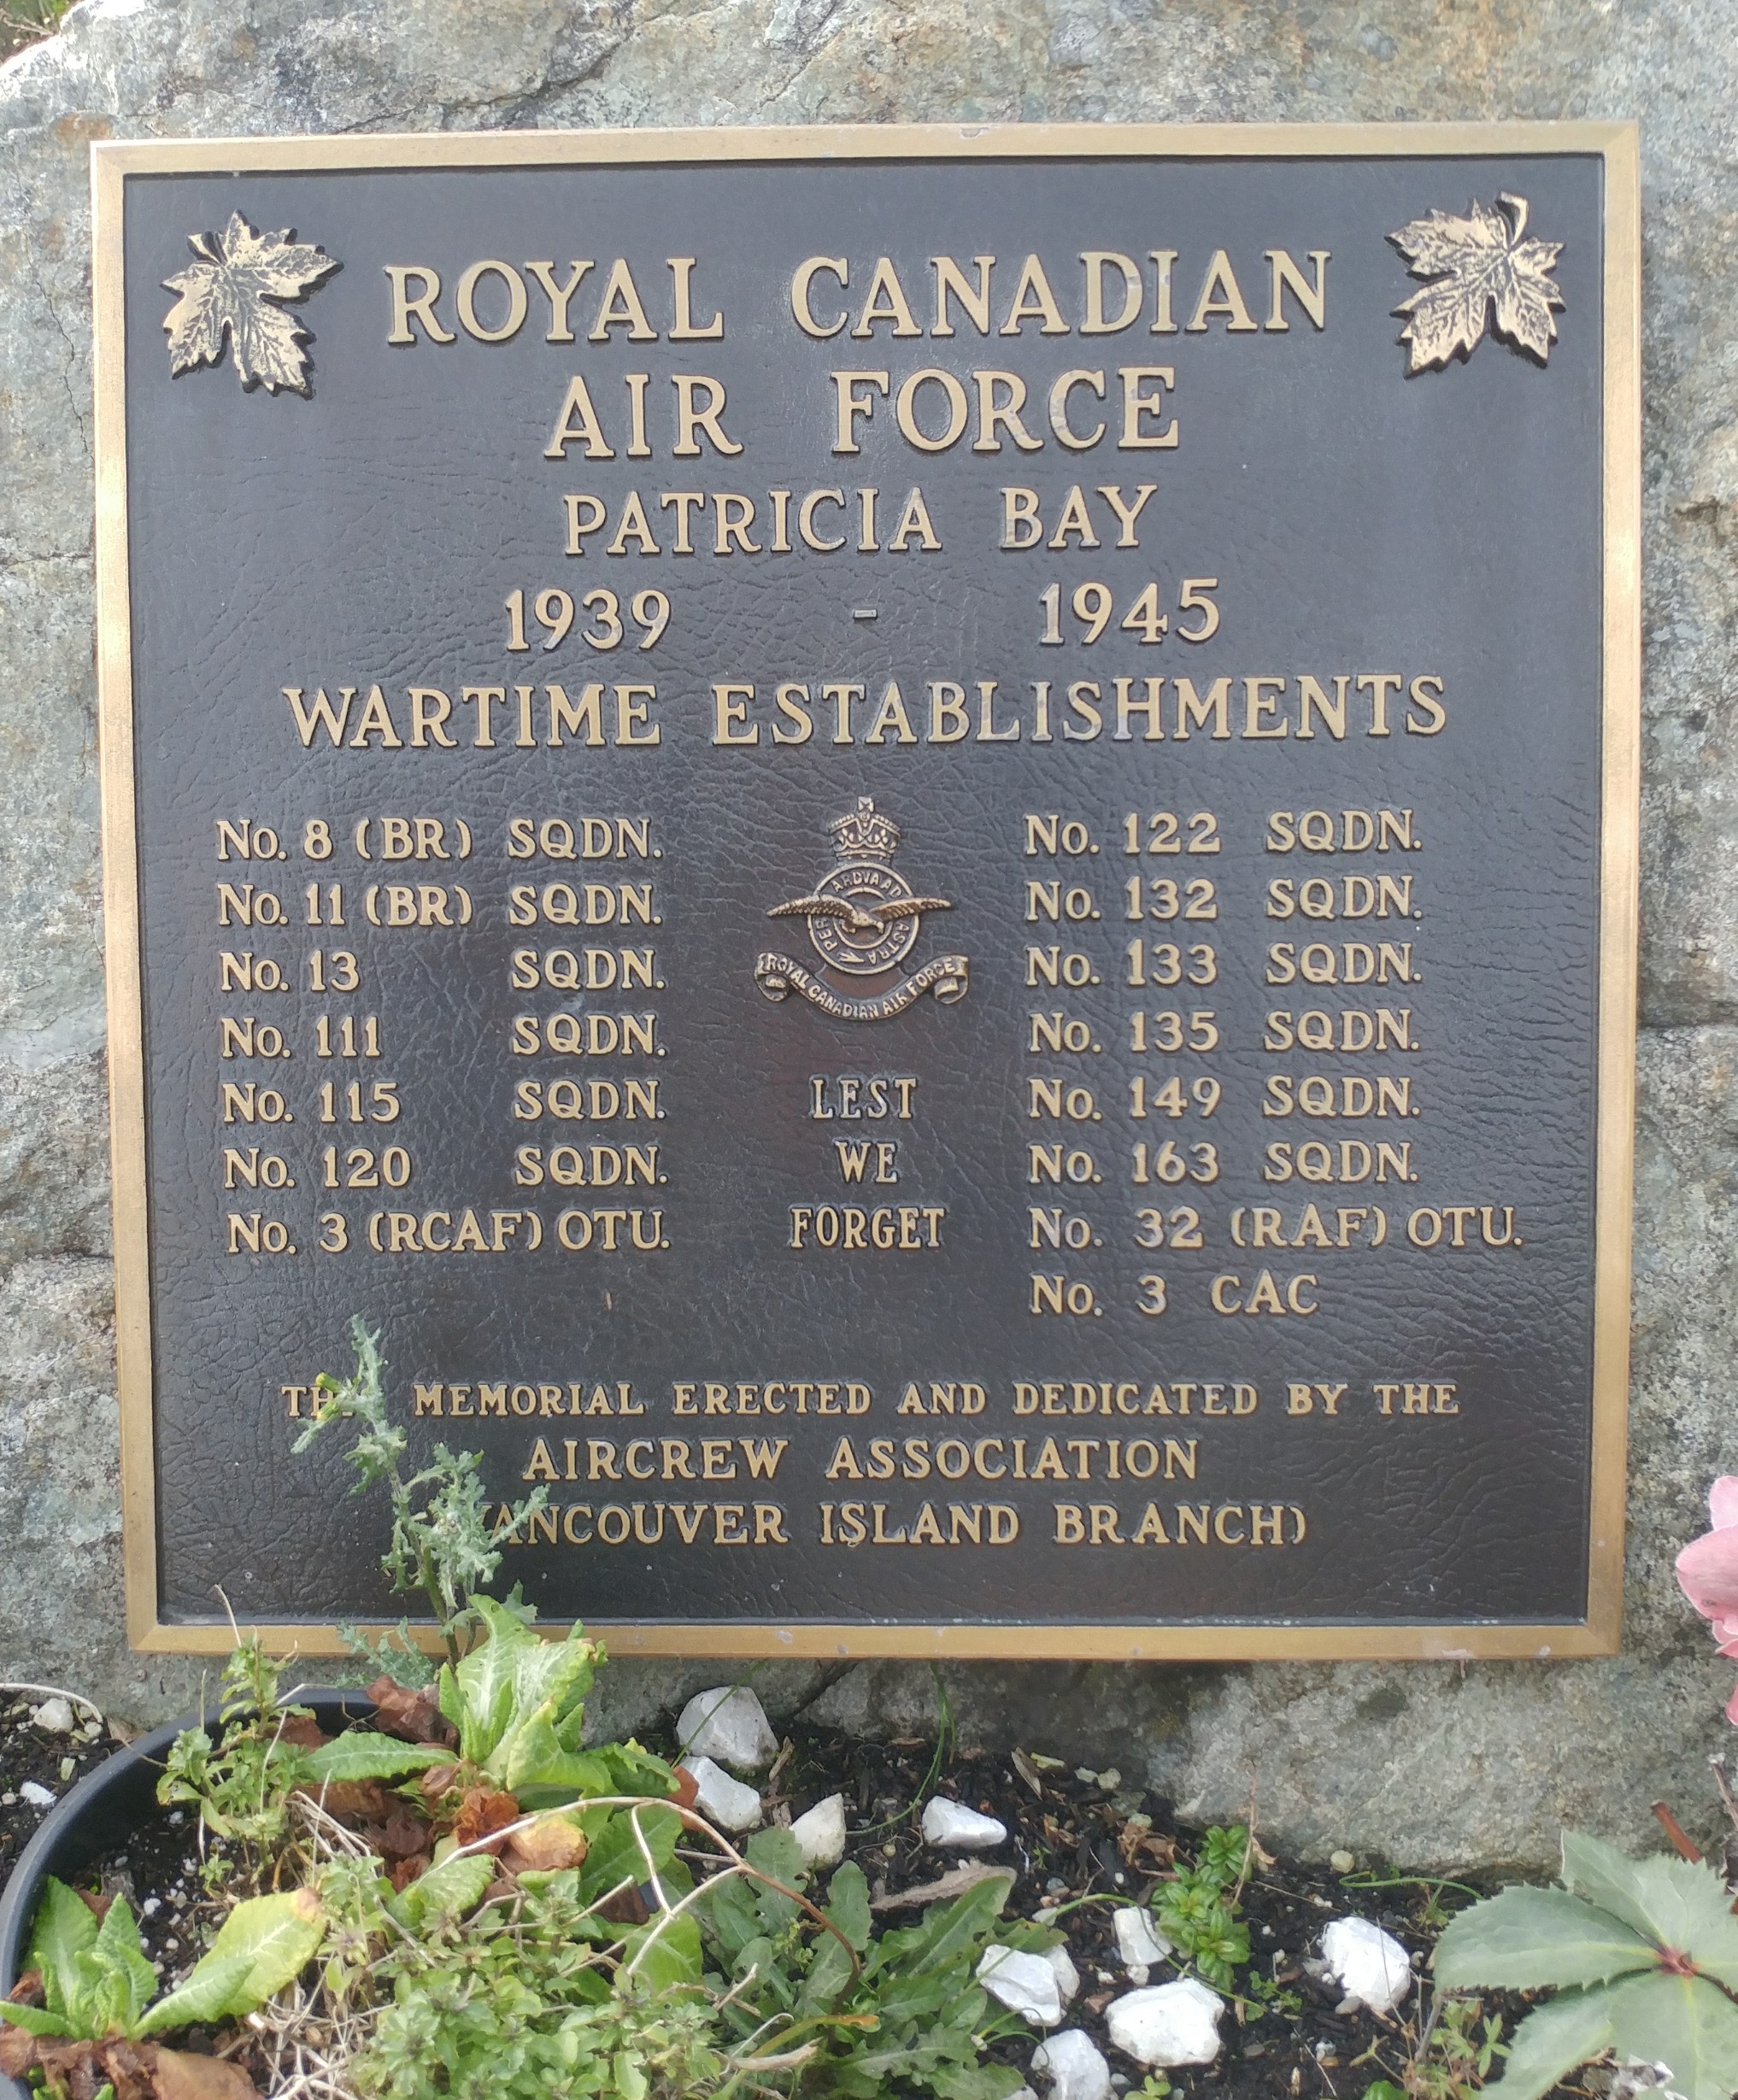 ROYAL CANADIAN
AIR FORCE
PATRICIA BAY
1939 - 1945
WARTIME ESTABLISHMENTS
No. 8 (BR) SQDN.
No. 11 (BR) SQDN.
No. 13 SQDN.
No. 111 SQDN.
No. 115 SQDN.
No. 120 SQDN.
No. 3 (RCAF) OTU.
PER ARDVA AD ASTRA
ROYAL CANADIAN AIR FORCE
LEST
WE
FORGET
No. 122 SQDN.
No. 132 SQDN.
No. 133 SQDN.
No. 135 SQDN.
No. 149 SQDN.
No. 163 SQDN.
No. 32 (RAF) OTU.
No. 3 CAC
MEMORIAL ERECTED AND DEDICATED BY THE
AIRCREW ASSOCIATION
VANCOUVER ISLAND BRANCH)